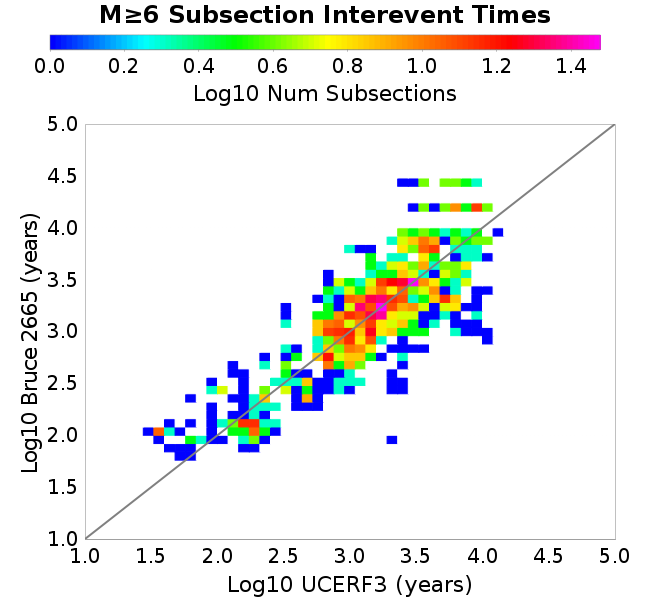 M≥6 Subsection Interevent Times
0.0 0.2 0.4 0.6 0.8 1.0 1.2 1.4
Log10 Num Subsections
5.0
4.5
4.0
3.5
3.0
2.5
2.0
1.5
1.0
Log10 Bruce 2665 (years)
1.0 1.5 2.0 2.5 3.0 3.5 4.0 4.5 5.0
Log10 UCERF3 (years)